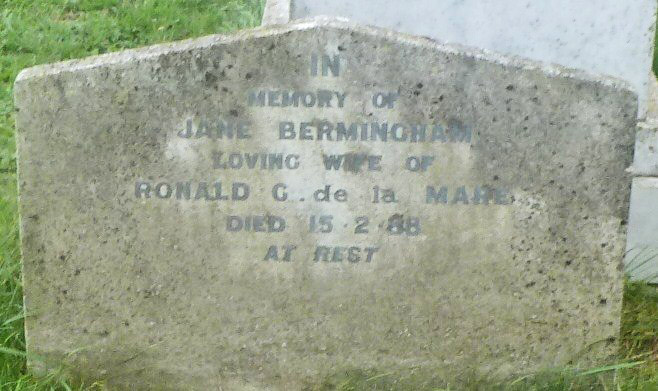 IN
MEMORY OF
JANE BERMINGHAM
LOVING WIFE OF
RONALD G. de la MARE
DIED 15·2·88
AT REST